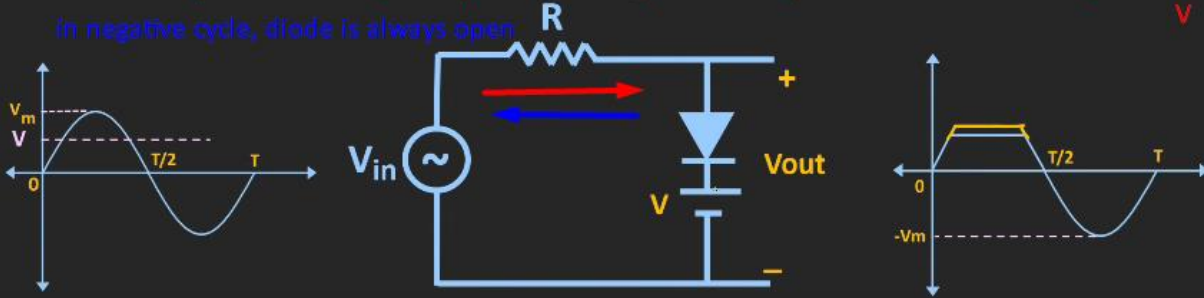 in negative cycle, diode is always open
R
V
Vm
V
T/2
T
0
Vin
~
+
Vout
V
–
T/2
T
0
-Vm